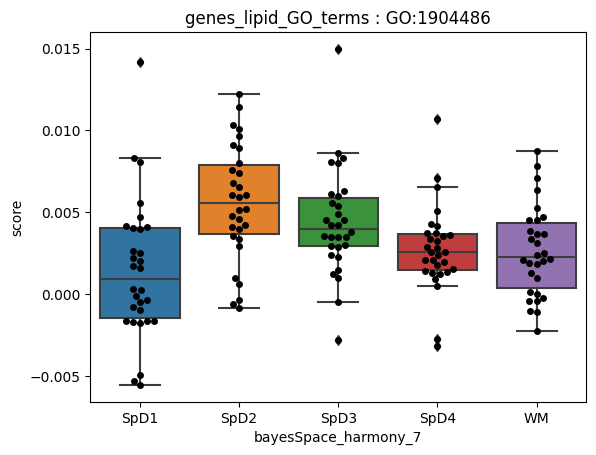 genes_lipid_GO_terms : GO:1904486
0.015
0.010
0.005
0.000
−0.005
score
SpD1 SpD2 SpD3 SpD4 WM
bayesSpace_harmony_7